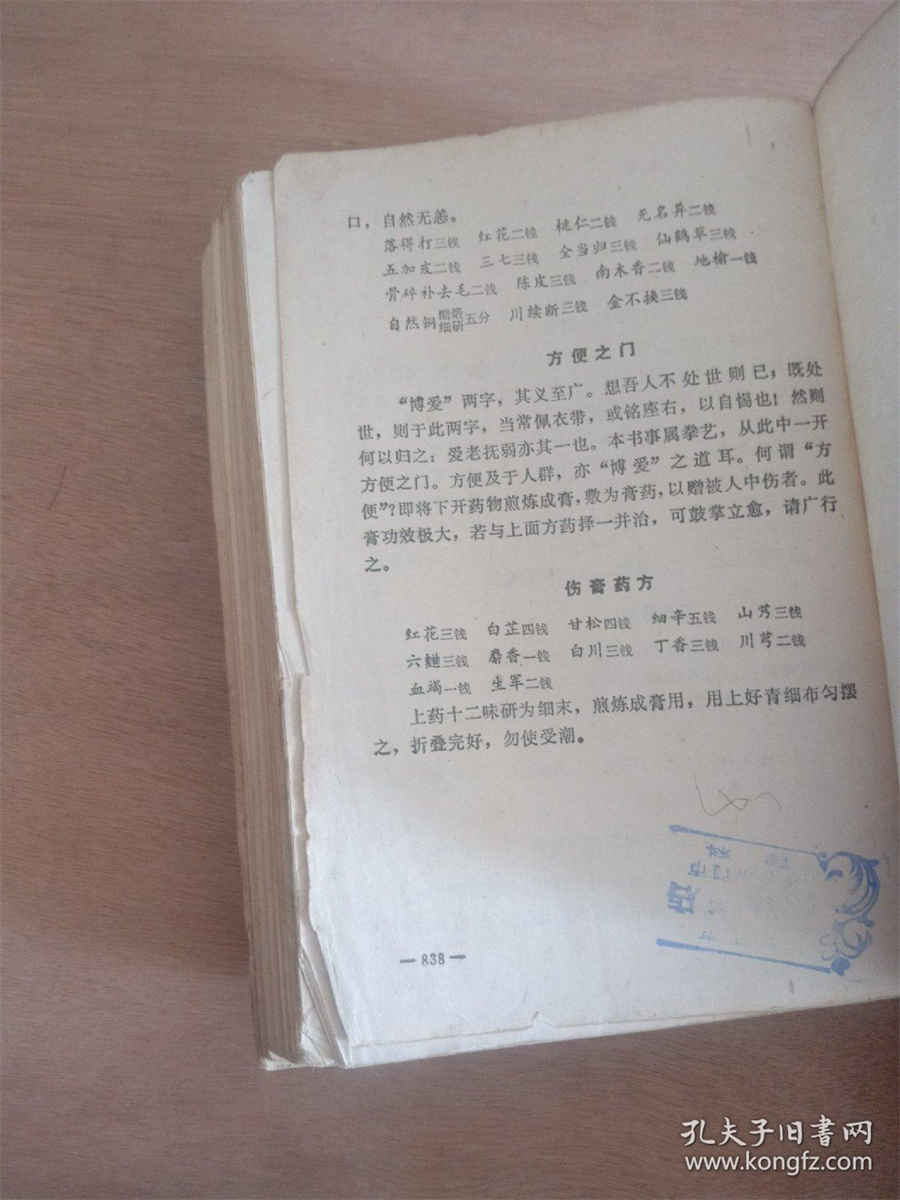 口，自然无恙。
落得打三钱 红花二钱 桃仁二钱 无名异二钱
五加皮二钱 三七三钱 全当归三钱 仙鹤草三钱
骨碎补去毛二钱 陈皮三钱 南木香二钱 地榆一钱
自然铜醋焠细研五分 川续断三钱 金不换三钱
方便之门
“博爱”两字，其义至广。想吾人不处世则已，既处
世，则于此两字，当常佩衣带，或铭座右，以自惕也！然则
何以归之：爱老抚弱亦其一也。本书事属拳艺，从此中一开
方便之门。方便及于人群，亦“博爱”之道耳。何谓“方
便”？即将下开药物煎炼成膏，敷为膏药，以赠被人中伤者。此
膏功效极大，若与上面方药择一并治，可鼓掌立愈，请广行
之。
伤膏药方
红花三钱 白芷四钱 甘松四钱 细辛五钱 山艿三钱
六 三钱 麝香一钱 白川三钱 丁香三钱 川芎二钱
血竭一钱 生军二钱
上药十二味研为细末，煎炼成膏用，用上好青细布匀摆
之，折叠完好，勿使受潮。
— 838 —
店
市
孔夫子旧书网
www.kongfz.com